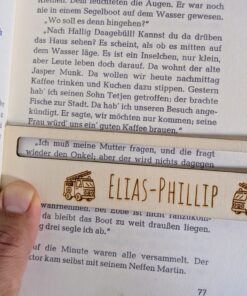 Dem leuchteten die Augen. Er war noch
nie in einem Segelboot auf dem Wasser gewesen.
„Wo soll es denn hingehen?"
„Nach Hallig Daagebüll! Kannst du da drüben
das Haus sehen? Es scheint, als ob es mitten auf
dem Wasser läge. Es ist ein Inselchen, nur klein,
aber Leute leben doch darauf. Da wohnt der alte
Jasper Munk. Da wollen wir heute nachmittag
Kaffee trinken und Kuchen dazu stippen. Gestern
hab' ich seinen Sohn Tetjen getroffen; der brachte
Fische zur Stadt. Da hab' ich unsern Besuch ange-
kündigt. Er sagte, wir möchten nur kommen; seine
Frau würd' uns ein' guten Kaffee brauen."
„Ich muß meine Mutter fragen, und die fragt
wieder den Onkel; aber der wird nichts dagegen
ELIAS-PHILLIP
da bleibt das Boot
wir weit draußen liegen.
drei segle ich ab."
auf die Minute waren alle versammelt. Der
kam selbst mit seinem Neffen Martin.
77